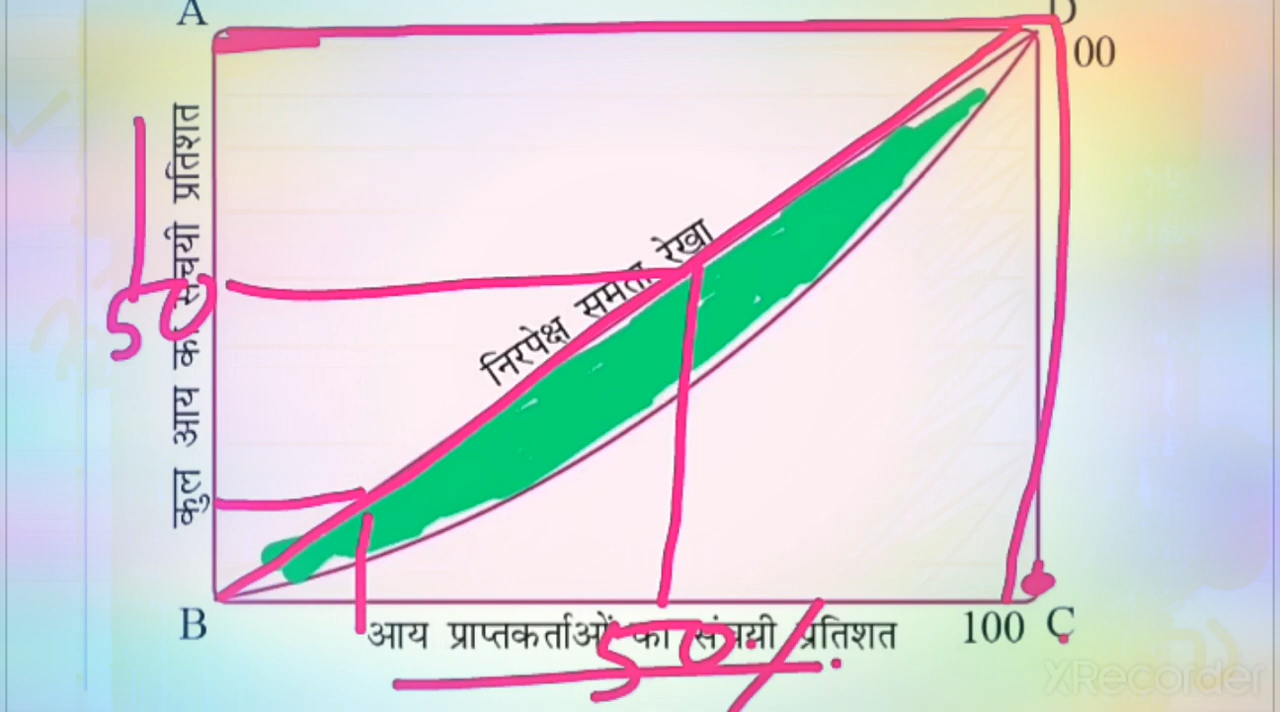 A
D
00
कुल आय का संचयी प्रतिशत
50
निरपेक्ष समता रेखा
B
आय प्राप्तकर्ताओं का संचयी प्रतिशत
100 C
50%
XRecorder